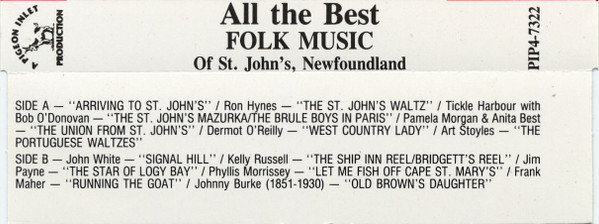 A PIGEON INLET PRODUCTION
All the Best
FOLK MUSIC
Of St. John's, Newfoundland
PIP4-7322
SIDE A — "ARRIVING TO ST. JOHN'S" / Ron Hynes — "THE ST. JOHN'S WALTZ" / Tickle Harbour with
Bob O'Donovan — "THE ST. JOHN'S MAZURKA/THE BRULE BOYS IN PARIS" / Pamela Morgan & Anita Best
— "THE UNION FROM ST. JOHN'S" / Dermot O'Reilly — "WEST COUNTRY LADY" / Art Stoyles — "THE
PORTUGUESE WALTZES"
SIDE B — John White — "SIGNAL HILL" / Kelly Russell — "THE SHIP INN REEL/BRIDGETT'S REEL" / Jim
Payne — "THE STAR OF LOGY BAY" / Phyllis Morrissey — "LET ME FISH OFF CAPE ST. MARY'S" / Frank
Maher — "RUNNING THE GOAT" / Johnny Burke (1851-1930) — "OLD BROWN'S DAUGHTER"